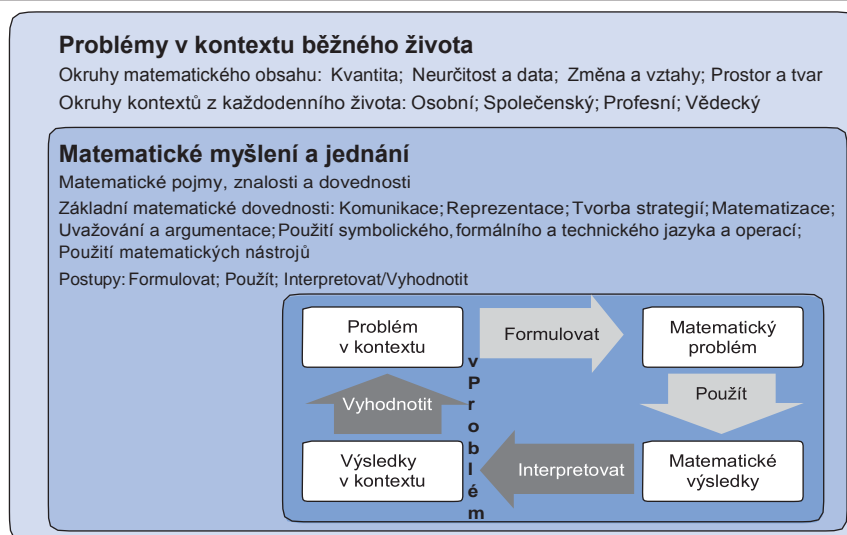 Problémy v kontextu běžného života
Okruhy matematického obsahu: Kvantita; Neurčitost a data; Změna a vztahy; Prostor a tvar
Okruhy kontextů z každodenního života: Osobní; Společenský; Profesní; Vědecký
Matematické myšlení a jednání
Matematické pojmy, znalosti a dovednosti
Základní matematické dovednosti: Komunikace; Reprezentace; Tvorba strategií; Matematizace;
Uvažování a argumentace; Použití symbolického, formálního a technického jazyka a operací;
Použití matematických nástrojů
Postupy: Formulovat; Použít; Interpretovat/Vyhodnotit
Problém
v kontextu
Formulovat
Matematický
problém
v
P
r
o
b
l
é
m
Vyhodnotit
Použít
Výsledky
v kontextu
Interpretovat
Matematické
výsledky